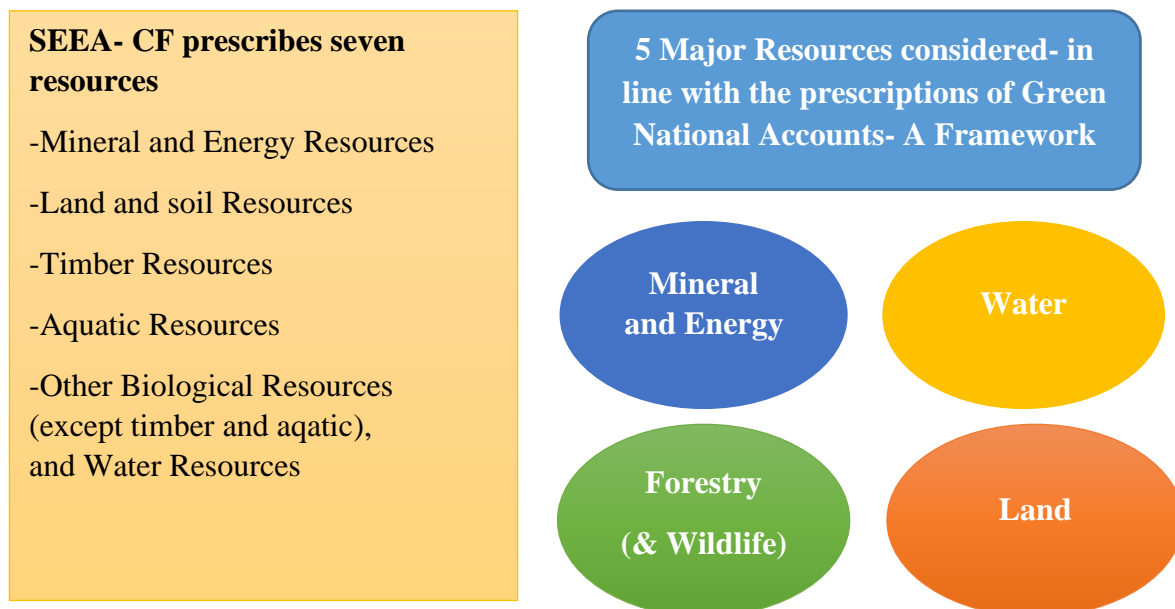 SEEA- CF prescribes seven
resources
-Mineral and Energy Resources
-Land and soil Resources
-Timber Resources
-Aquatic Resources
-Other Biological Resources
(except timber and aqatic),
and Water Resources
5 Major Resources considered- in
line with the prescriptions of Green
National Accounts- A Framework
Mineral
and Energy
Water
Forestry
(& Wildlife)
Land